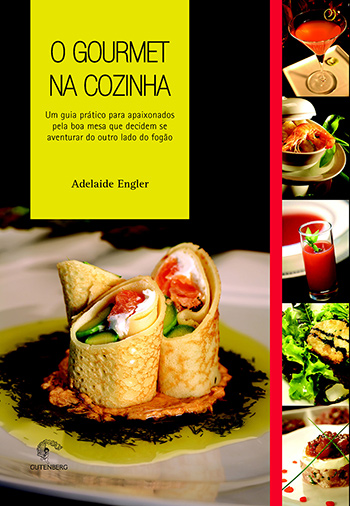 O GOURMET
NA COZINHA
Um guia prático para apaixonados
pela boa mesa que decidem se
aventurar do outro lado do fogão
Adelaide Engler
GUTENBERG